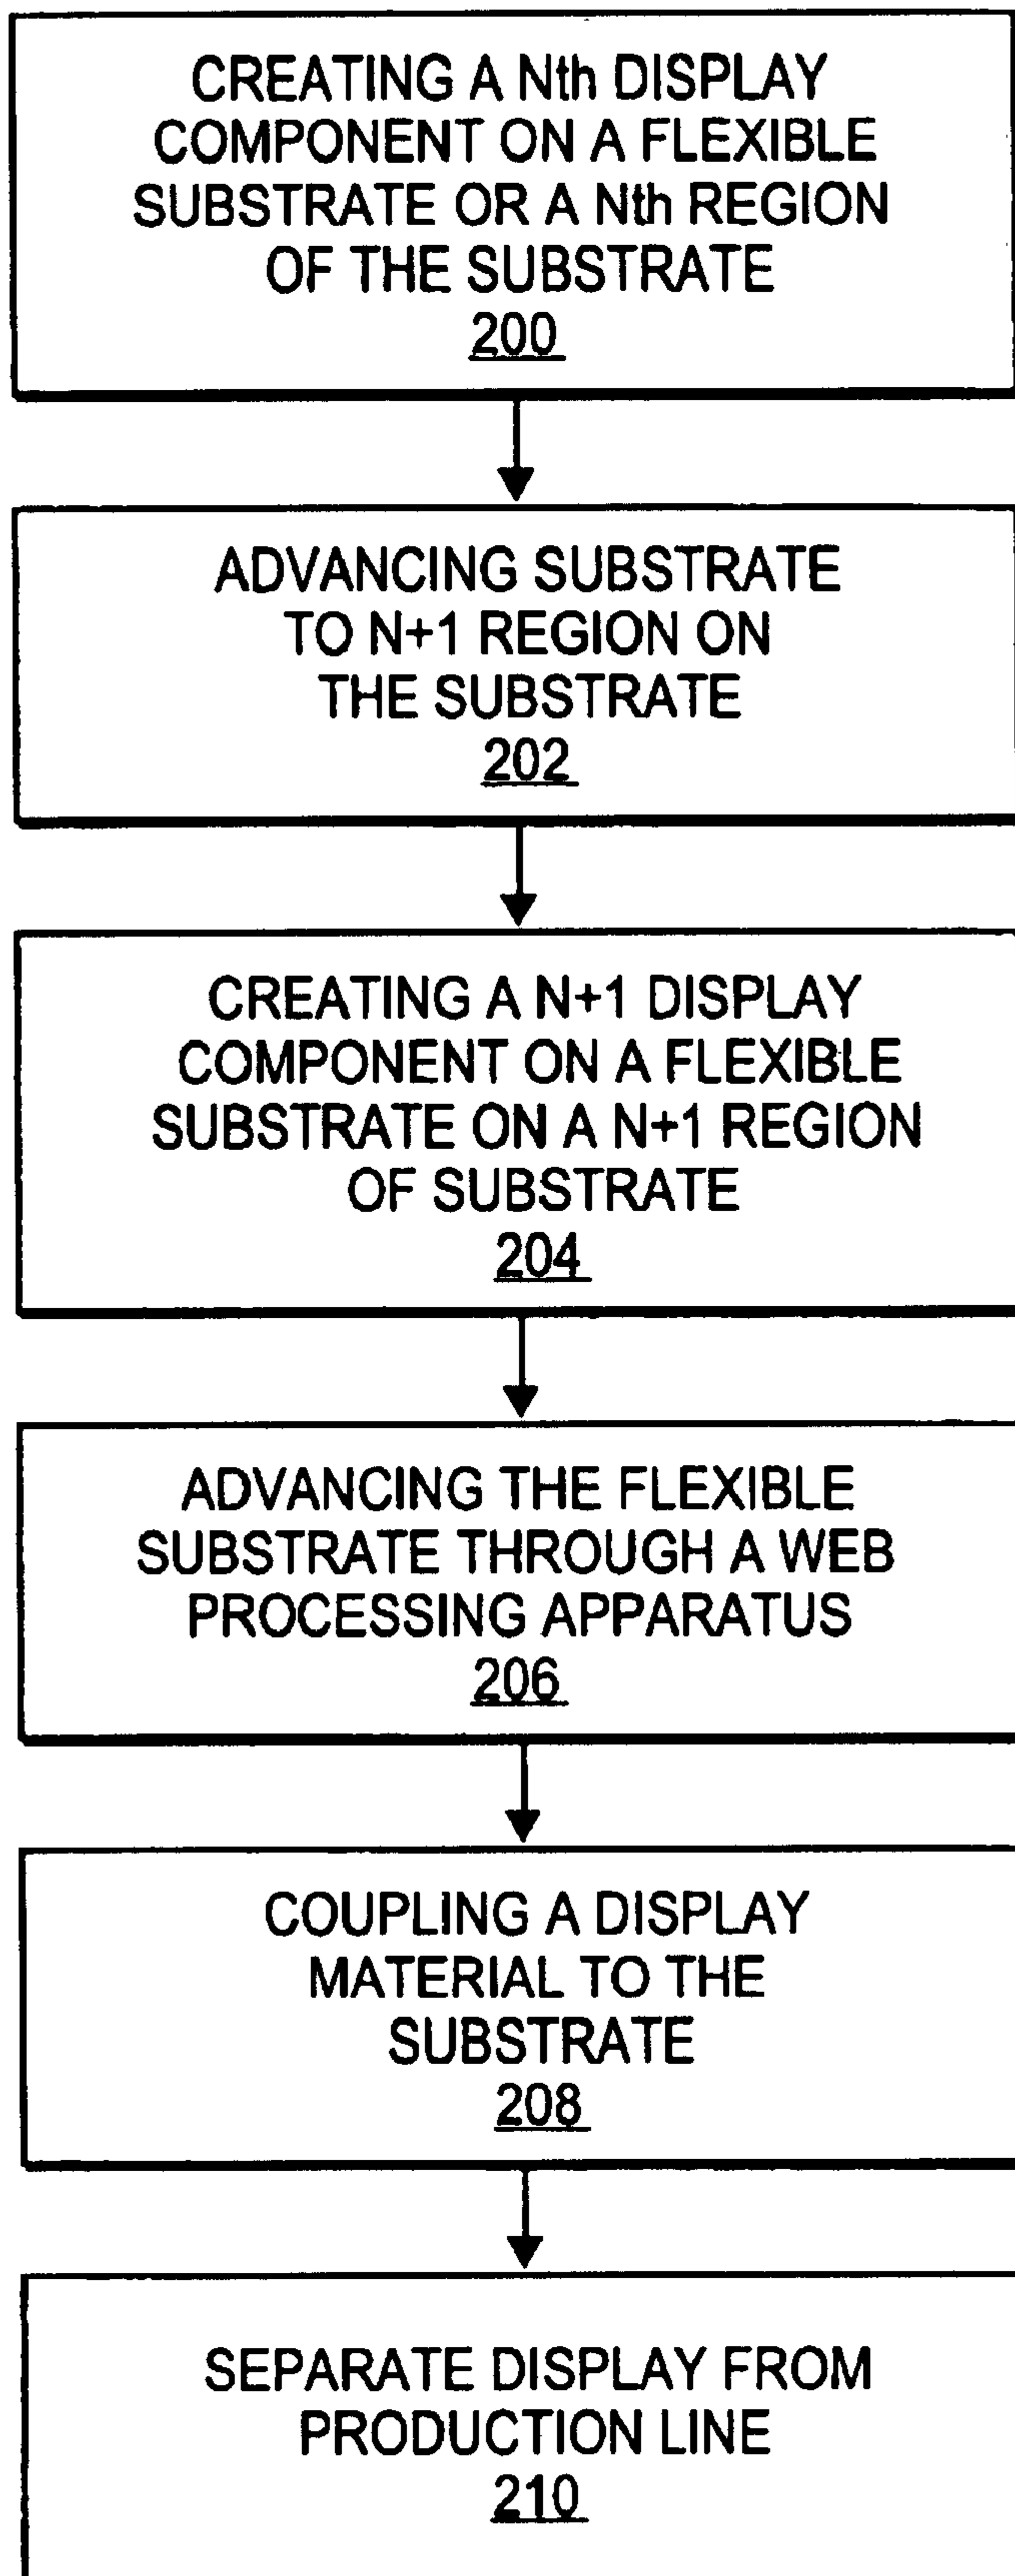 CREATING A Nth DISPLAY
COMPONENT ON A FLEXIBLE
SUBSTRATE OR A Nth REGION
OF THE SUBSTRATE
200
ADVANCING SUBSTRATE
TO N+1 REGION ON
THE SUBSTRATE
202
CREATING A N+1 DISPLAY
COMPONENT ON A FLEXIBLE
SUBSTRATE ON A N+1 REGION
OF SUBSTRATE
204
ADVANCING THE FLEXIBLE
SUBSTRATE THROUGH A WEB
PROCESSING APPARATUS
206
COUPLING A DISPLAY
MATERIAL TO THE
SUBSTRATE
208
SEPARATE DISPLAY FROM
PRODUCTION LINE
210